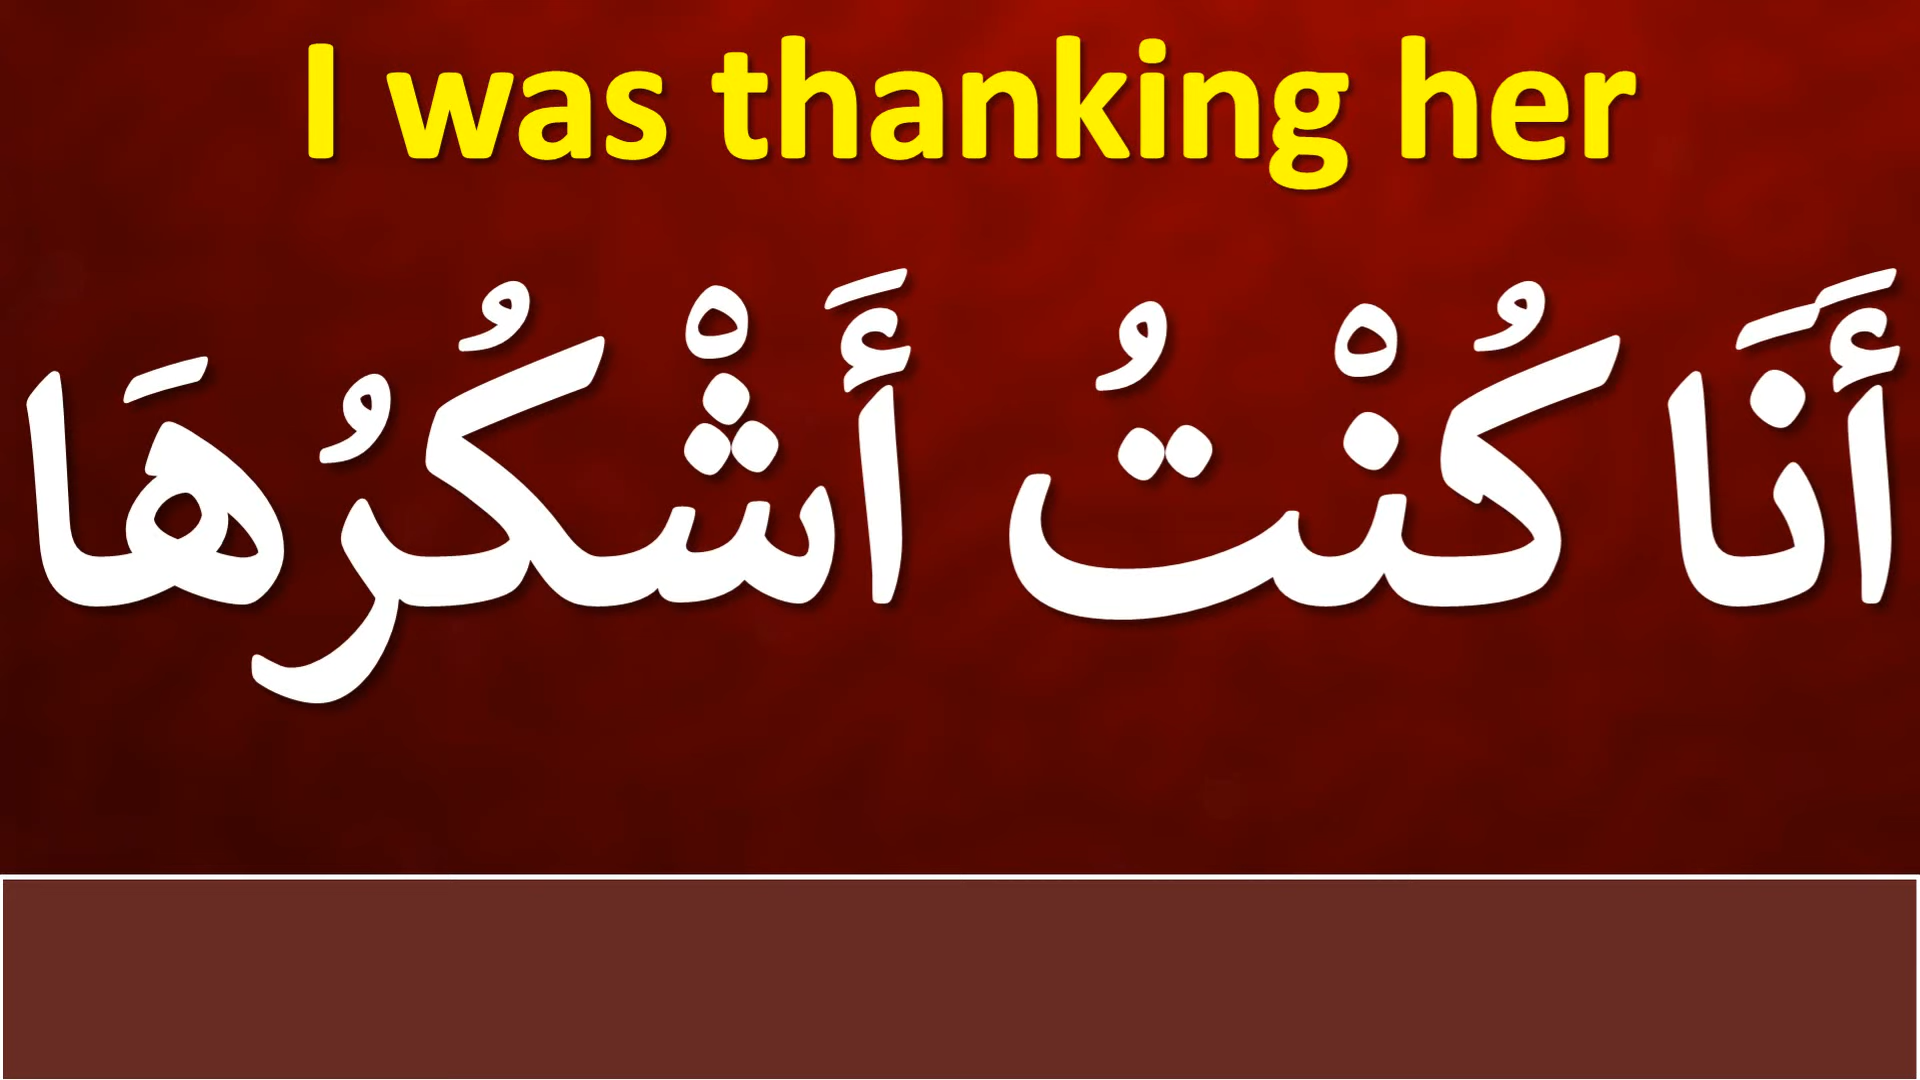 I was thanking her
أَنَا كُنْتُ أَشْكُرُهَا